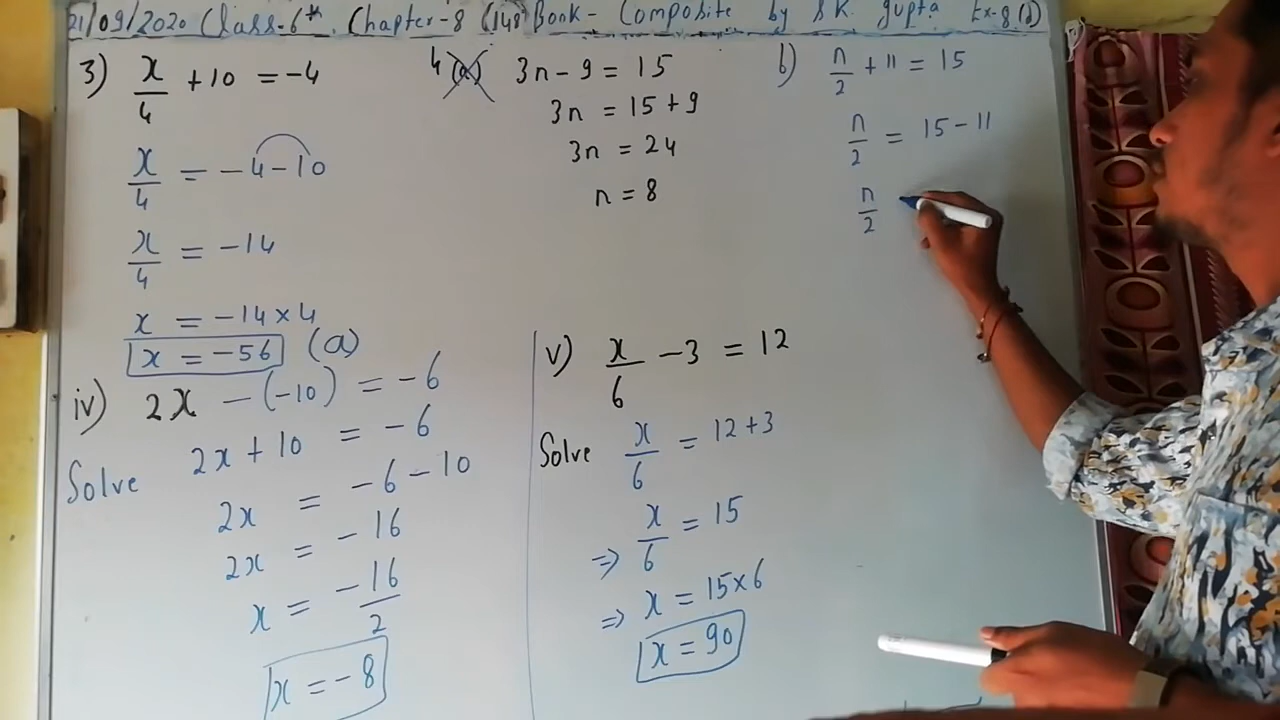 21/09/2020 Class-6th. Chapter-8 (148) Book- Composite by S.K. Gupta Ex-8(b)
3) x/4 + 10 = -4
x/4 = -4-10
x/4 = -14
x = -14×4
x = -56 (a)
iv) 2x - (-10) = -6
Solve 2x + 10 = -6
2x = -6-10
2x = -16
x = -16/2
x = -8
4 (a) 3n - 9 = 15
3n = 15+9
3n = 24
n = 8
v) x/6 - 3 = 12
Solve x/6 = 12+3
⇒ x/6 = 15
⇒ x = 15×6
x = 90
b) n/2 + 11 = 15
n/2 = 15-11
n/2